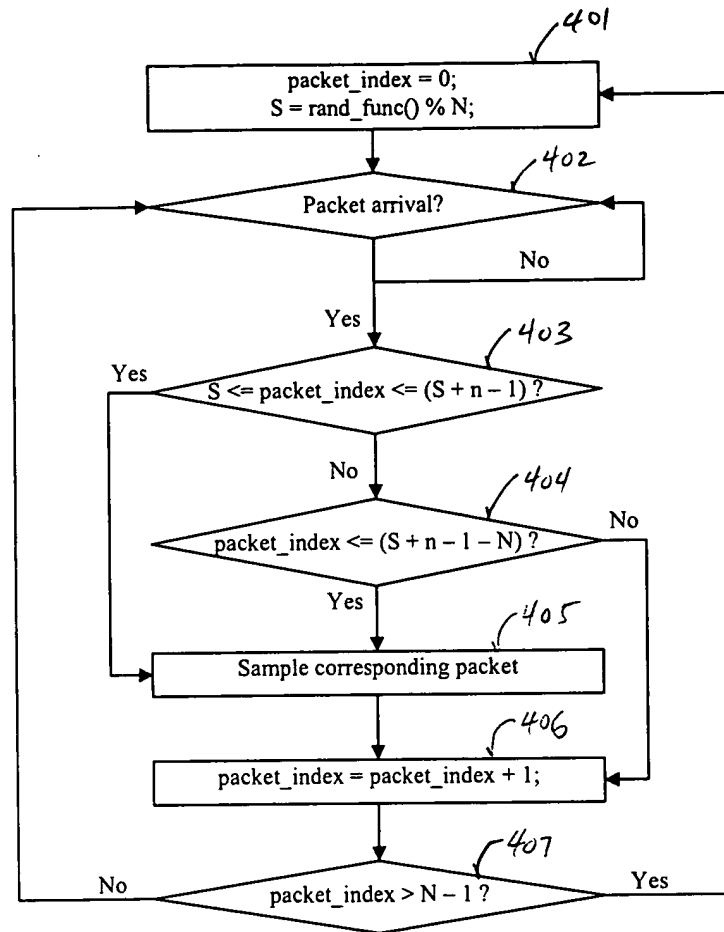 401
packet_index = 0;
S = rand_func() % N;
402
Packet arrival?
No
Yes
403
Yes
S <= packet_index <= (S + n – 1) ?
No
404
No
packet_index <= (S + n – 1 – N) ?
Yes
405
Sample corresponding packet
406
packet_index = packet_index + 1;
407
No
packet_index > N – 1 ?
Yes